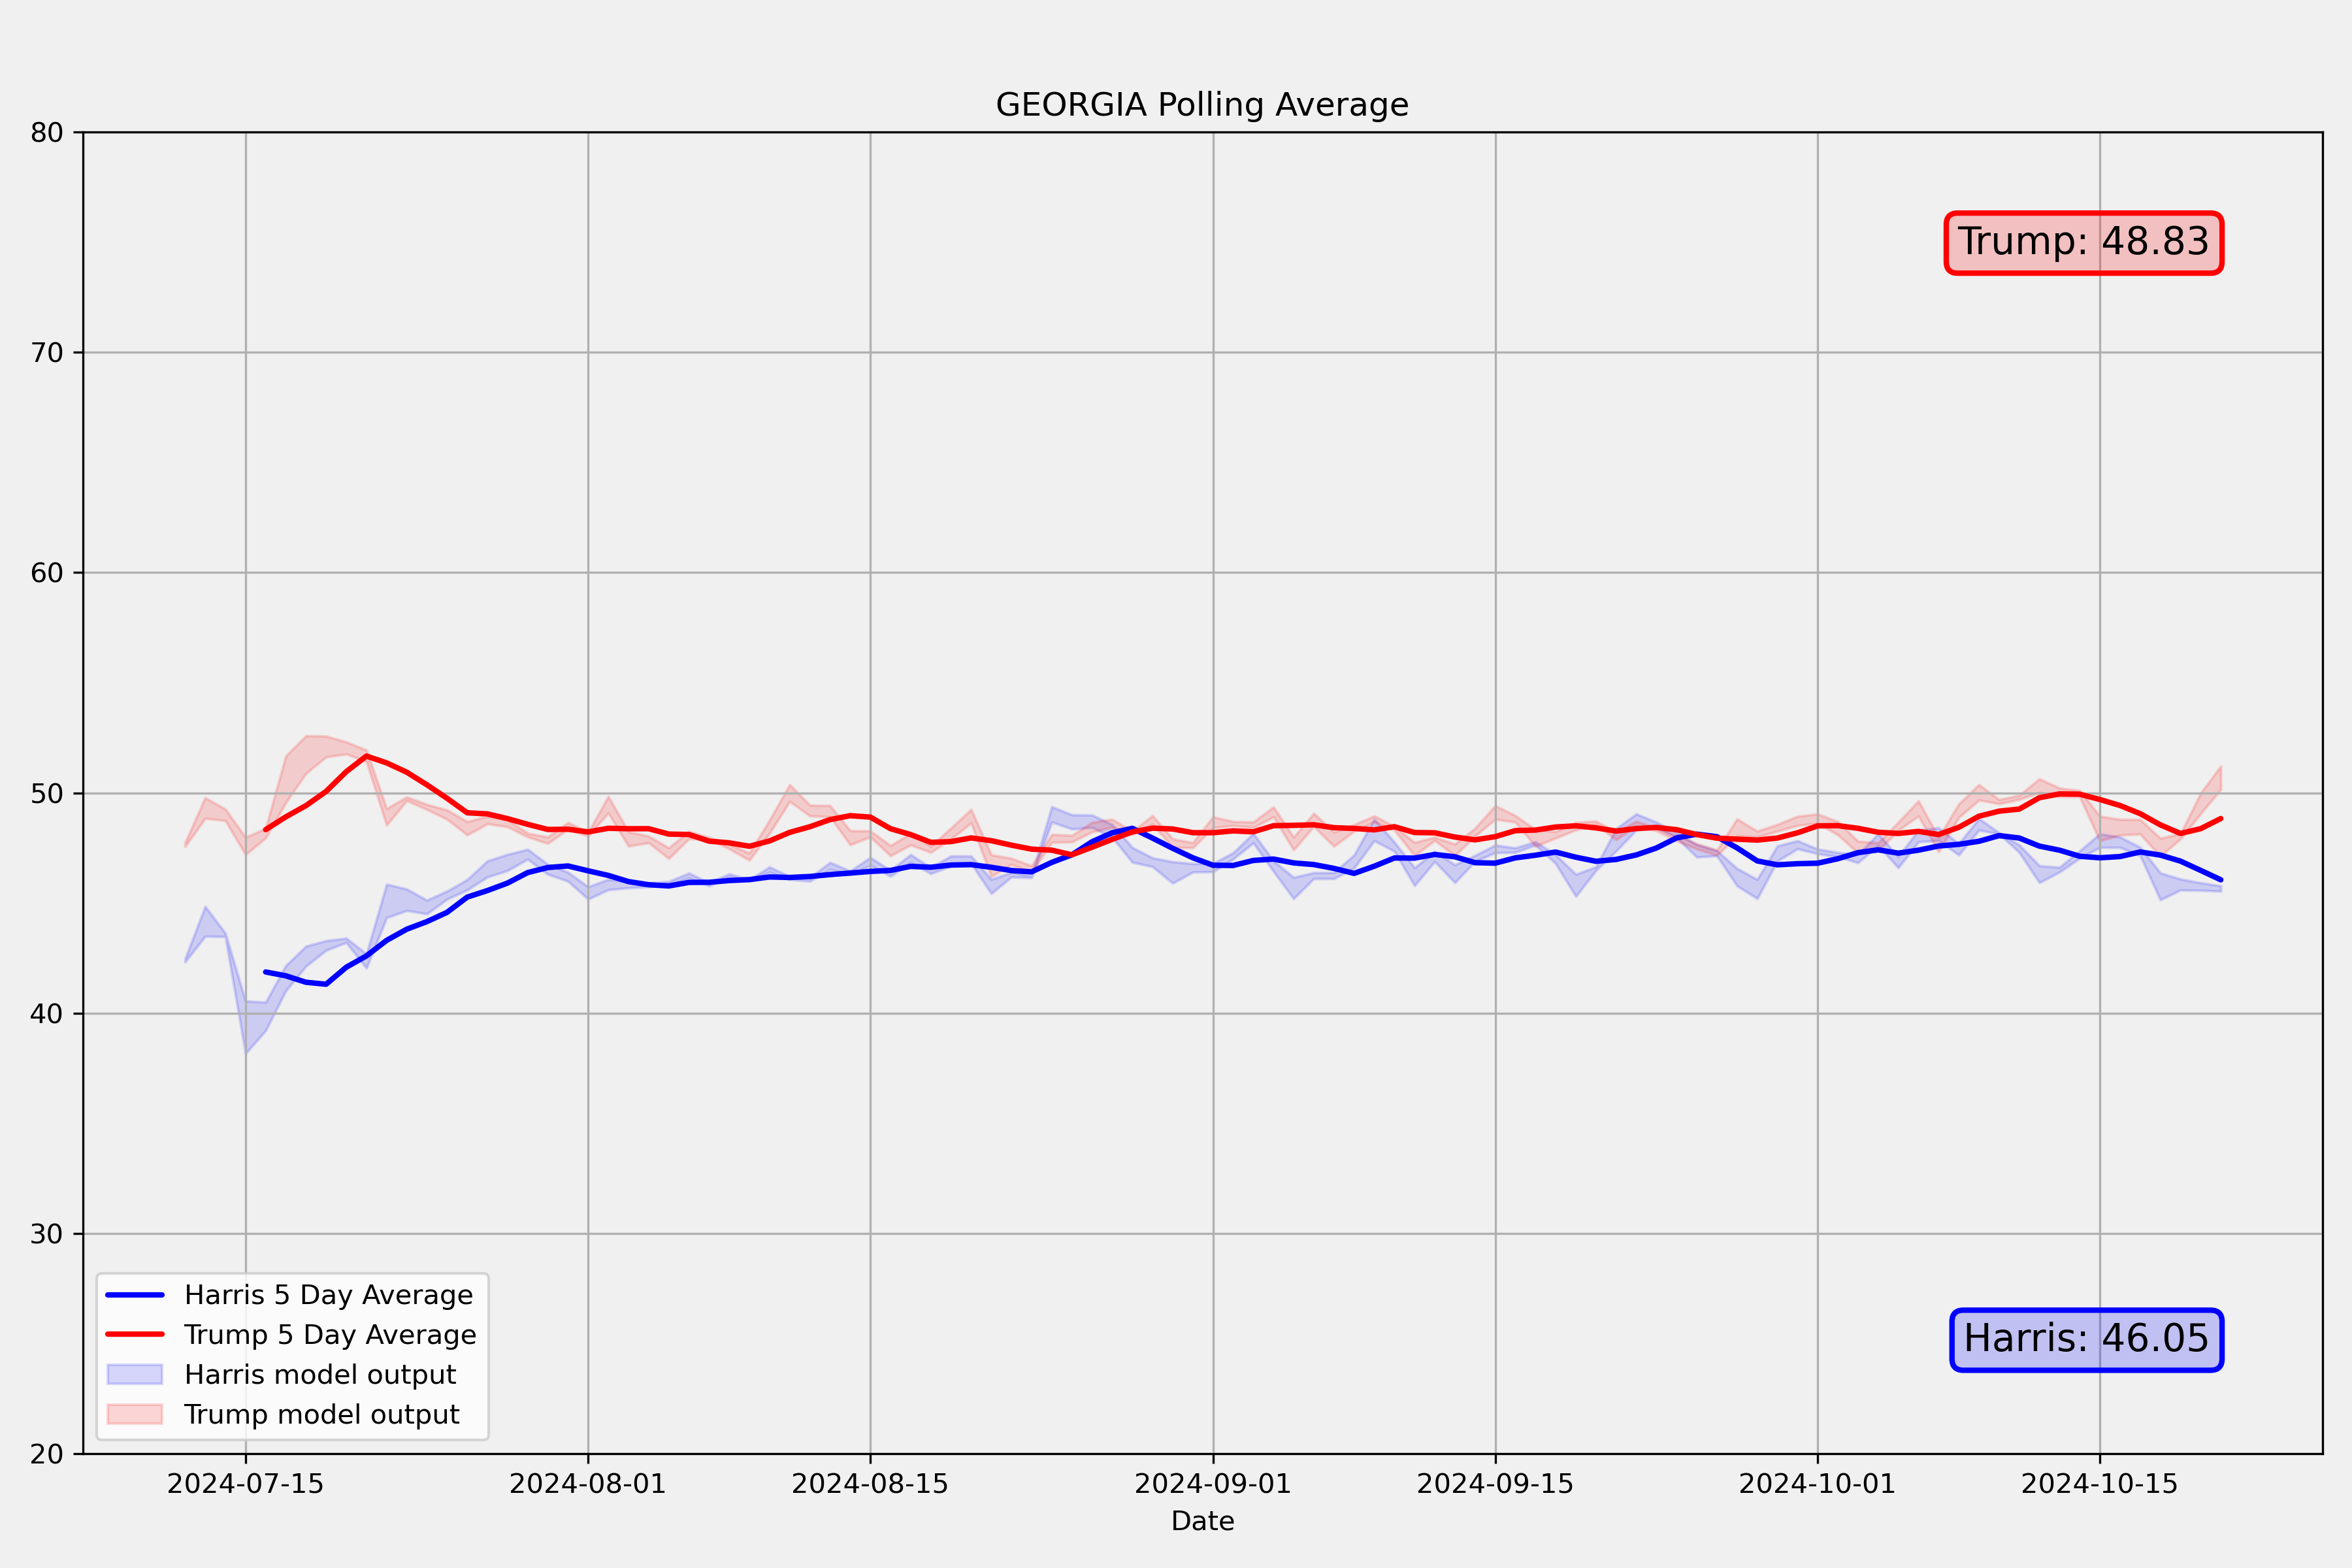 GEORGIA Polling Average
80
70
60
50
40
30
20
Trump: 48.83
Harris: 46.05
Harris 5 Day Average
Trump 5 Day Average
Harris model output
Trump model output
2024-07-15
2024-08-01
2024-08-15
2024-09-01
2024-09-15
2024-10-01
2024-10-15
Date